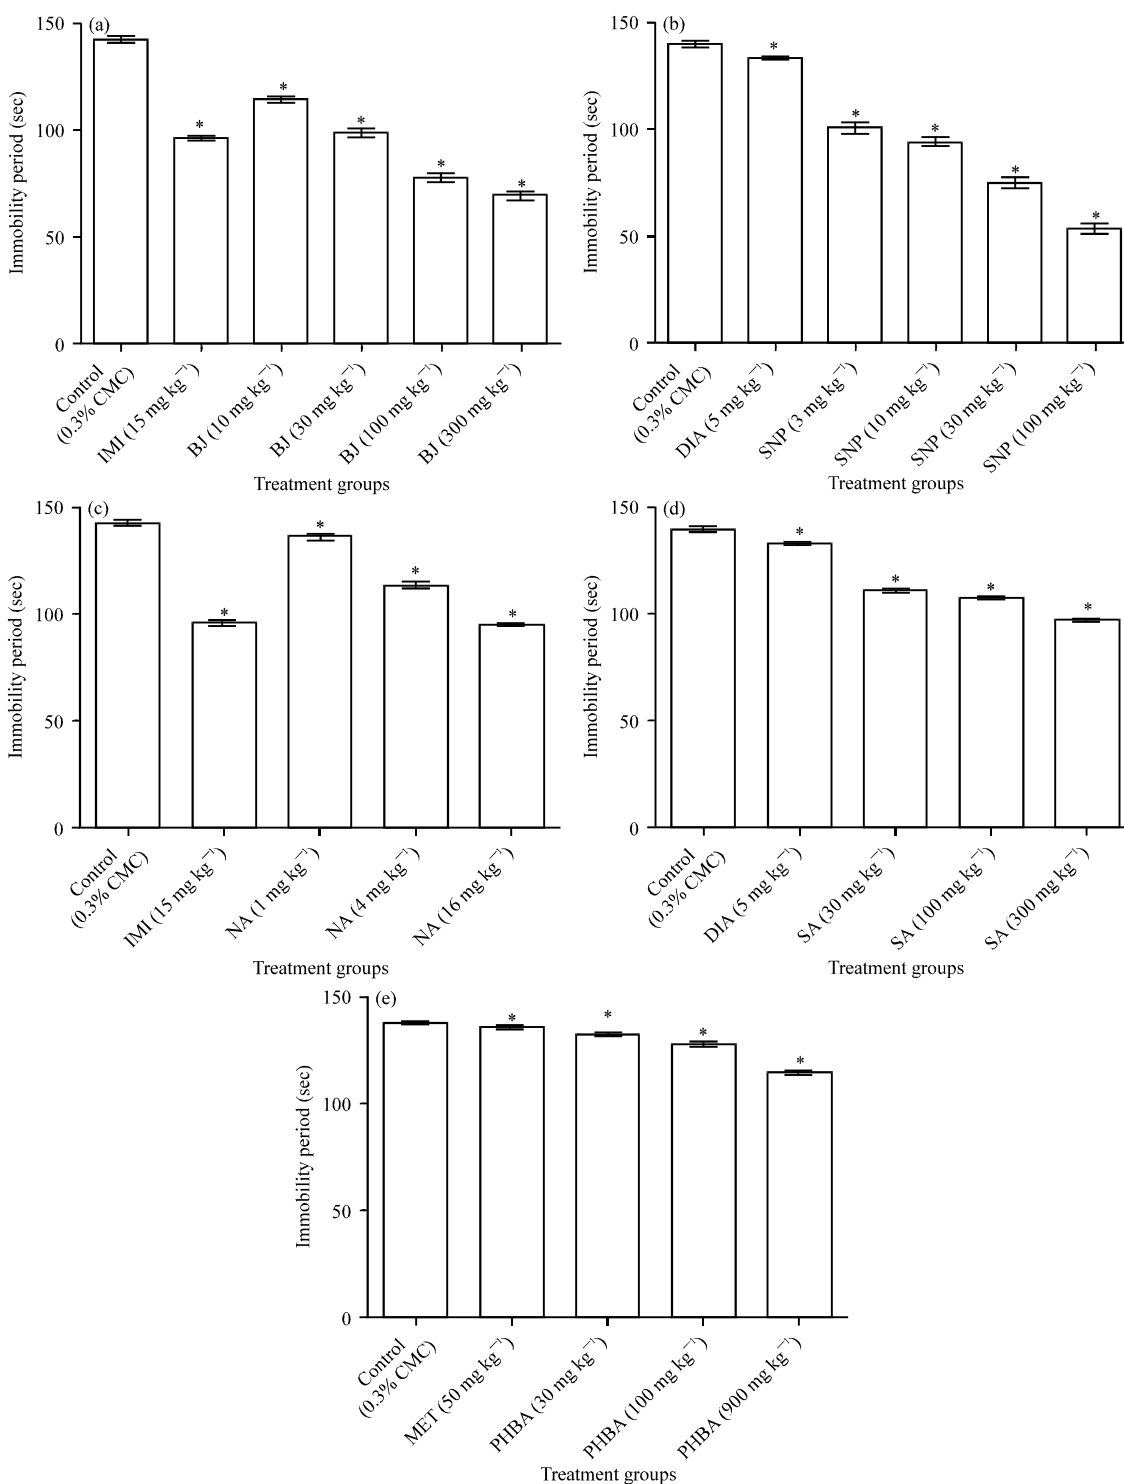 (a)
150
100
50
0
Immobility period (sec)
*
*
*
*
*
Control
(0.3% CMC)
IMI (15 mg kg⁻¹)
BJ (10 mg kg⁻¹)
BJ (30 mg kg⁻¹)
BJ (100 mg kg⁻¹)
BJ (300 mg kg⁻¹)
Treatment groups
(b)
150
100
50
0
Immobility period (sec)
*
*
*
*
*
Control
(0.3% CMC)
DIA (5 mg kg⁻¹)
SNP (3 mg kg⁻¹)
SNP (10 mg kg⁻¹)
SNP (30 mg kg⁻¹)
SNP (100 mg kg⁻¹)
Treatment groups
(c)
150
100
50
0
Immobility period (sec)
*
*
*
*
Control
(0.3% CMC)
IMI (15 mg kg⁻¹)
NA (1 mg kg⁻¹)
NA (4 mg kg⁻¹)
NA (16 mg kg⁻¹)
Treatment groups
(d)
150
100
50
0
Immobility period (sec)
*
*
*
*
Control
(0.3% CMC)
DIA (5 mg kg⁻¹)
SA (30 mg kg⁻¹)
SA (100 mg kg⁻¹)
SA (300 mg kg⁻¹)
Treatment groups
(e)
150
100
50
0
Immobility period (sec)
*
*
*
*
Control
(0.3% CMC)
MET (50 mg kg⁻¹)
PHBA (30 mg kg⁻¹)
PHBA (100 mg kg⁻¹)
PHBA (900 mg kg⁻¹)
Treatment groups